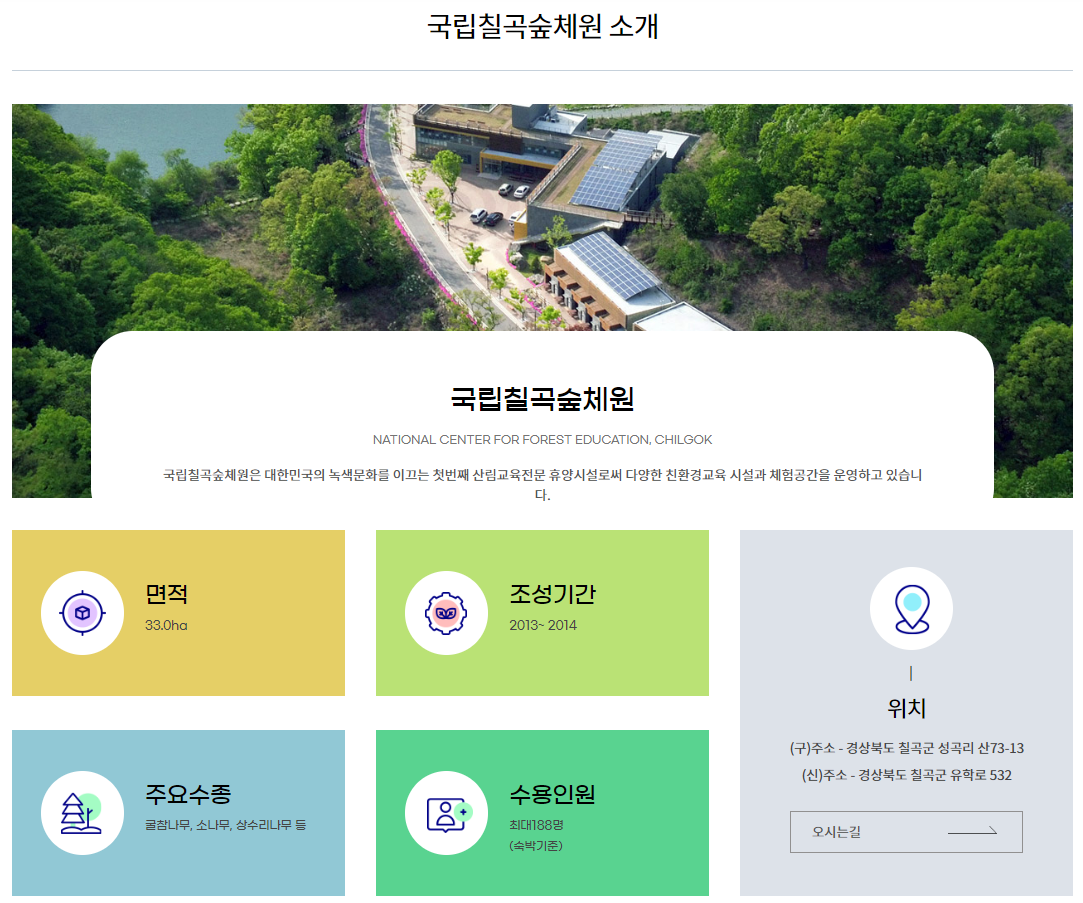 국립칠곡숲체원 소개
국립칠곡숲체원
NATIONAL CENTER FOR FOREST EDUCATION, CHILGOK
국립칠곡숲체원은 대한민국의 녹색문화를 이끄는 첫번째 산림교육전문 휴양시설로써 다양한 친환경교육 시설과 체험공간을 운영하고 있습니
다.
면적
33.0ha
조성기간
2013~ 2014
주요수종
굴참나무, 소나무, 상수리나무 등
수용인원
최대188명
(숙박기준)
위치
(구)주소 - 경상북도 칠곡군 성곡리 산73-13
(신)주소 - 경상북도 칠곡군 유학로 532
오시는길